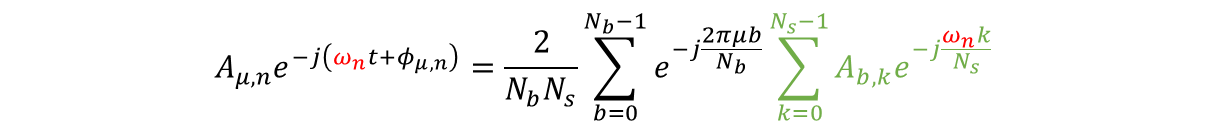 A_{μ,n}e^{-j(ω_n t+ϕ_{μ,n})} = \frac{2}{N_b N_s} \sum_{b=0}^{N_b-1} e^{-j\frac{2πμb}{N_b}} \sum_{k=0}^{N_s-1} A_{b,k}e^{-j\frac{ω_n k}{N_s}}